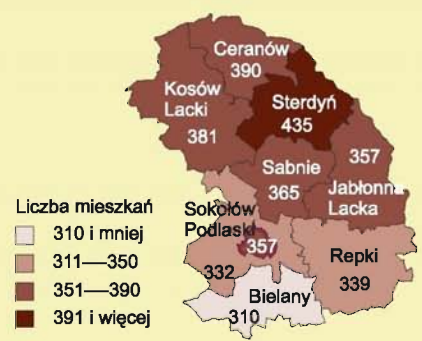 Ceranów
390
Kosów
Lacki
381
Sterdyń
435
Sabnie
365
357
Jabłonna
Lacka
Sokołów
Podlaski
357
332
Repki
339
Bielany
310
Liczba mieszkań
310 i mniej
311—350
351—390
391 i więcej